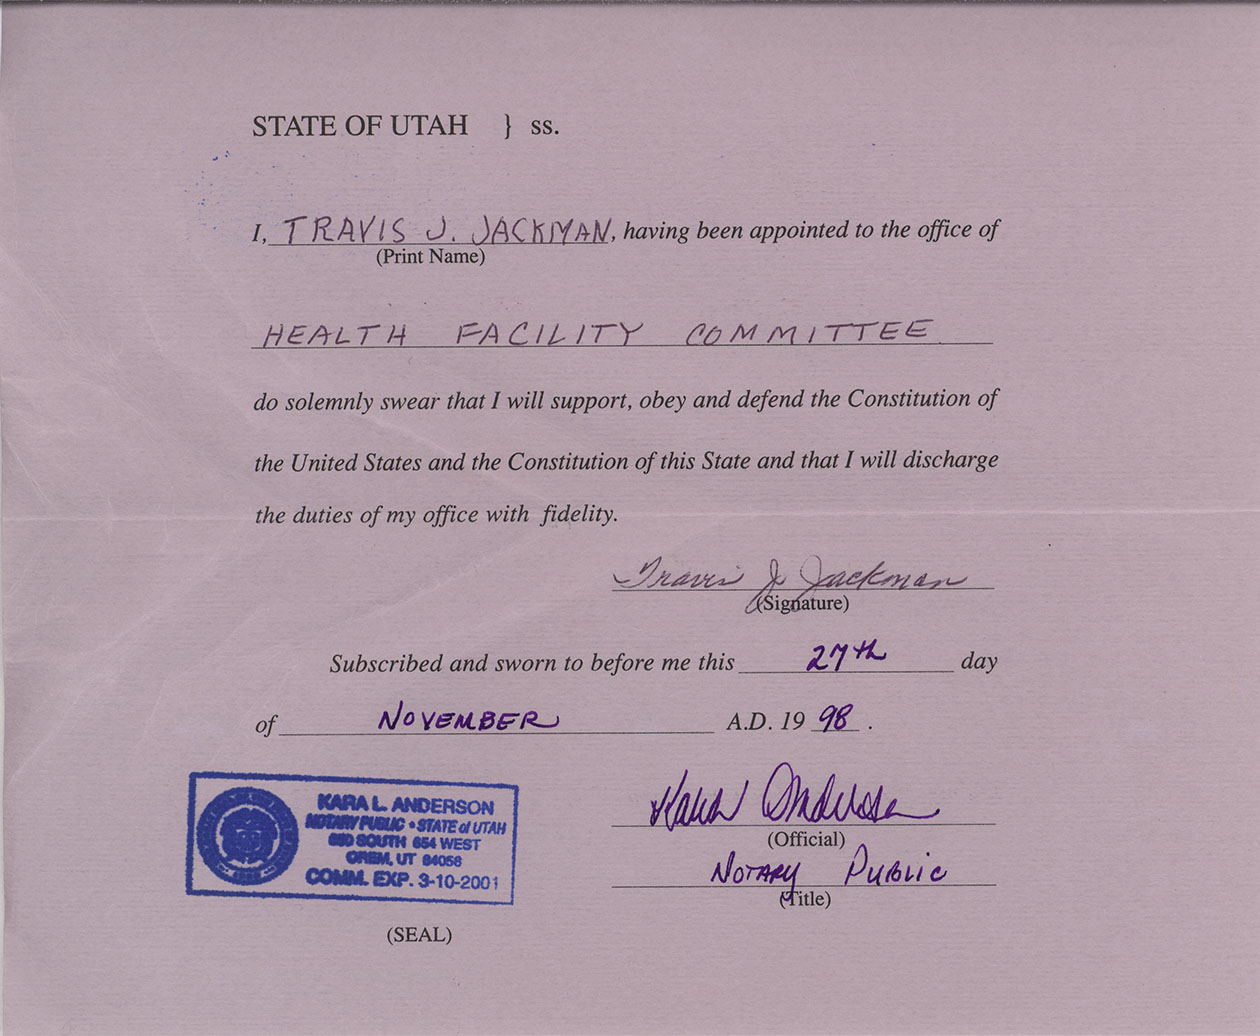 STATE OF UTAH } ss.
I, TRAVIS J. JACKMAN, having been appointed to the office of
(Print Name)
HEALTH FACILITY COMMITTEE
do solemnly swear that I will support, obey and defend the Constitution of
the United States and the Constitution of this State and that I will discharge
the duties of my office with fidelity.
Travis J Jackman
(Signature)
Subscribed and sworn to before me this 27th day
of NOVEMBER A.D. 19 98 .
KARA L. ANDERSON
NOTARY PUBLIC • STATE of UTAH
SOUTH 654 WEST
OREM, UT 84058
COMM. EXP. 3-10-2001
(SEAL)
Kara Anderson
(Official)
NOTARY PUBLIC
(Title)